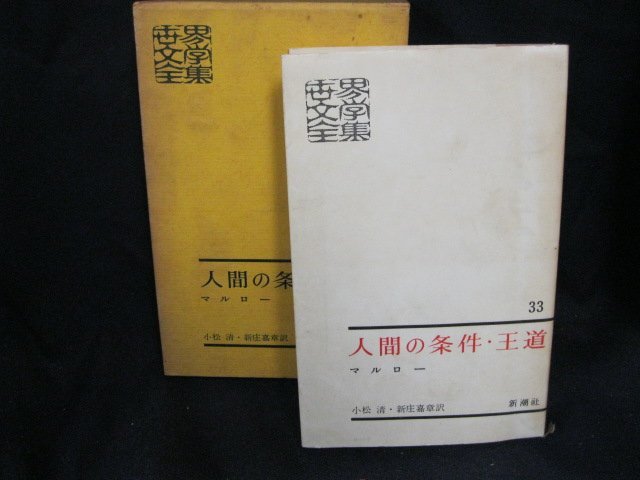 世界文学全集
人間の条
マルロー
小松 清・新庄嘉章訳
世界文学全集
33
人間の条件・王道
マルロー
小松 清・新庄嘉章訳 新潮社